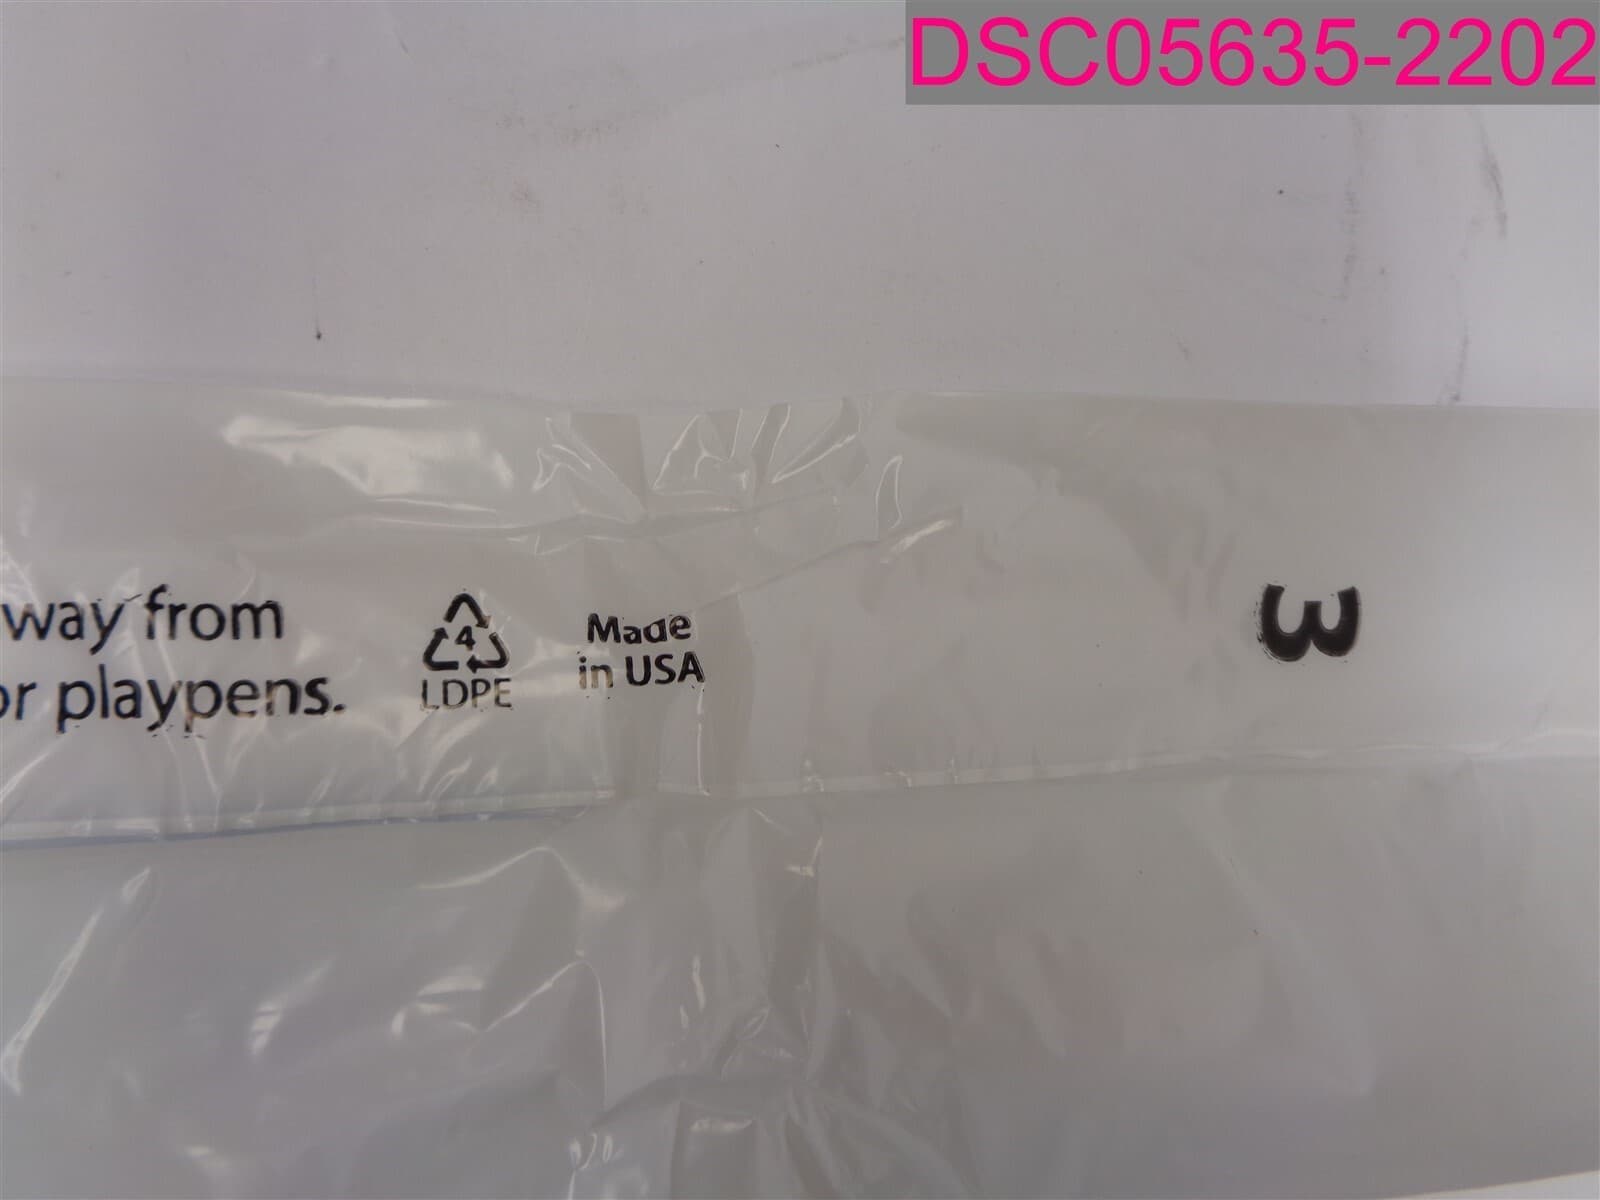 DSC05635-2202
way from
or playpens.
4
LDPE
Made
in USA
3